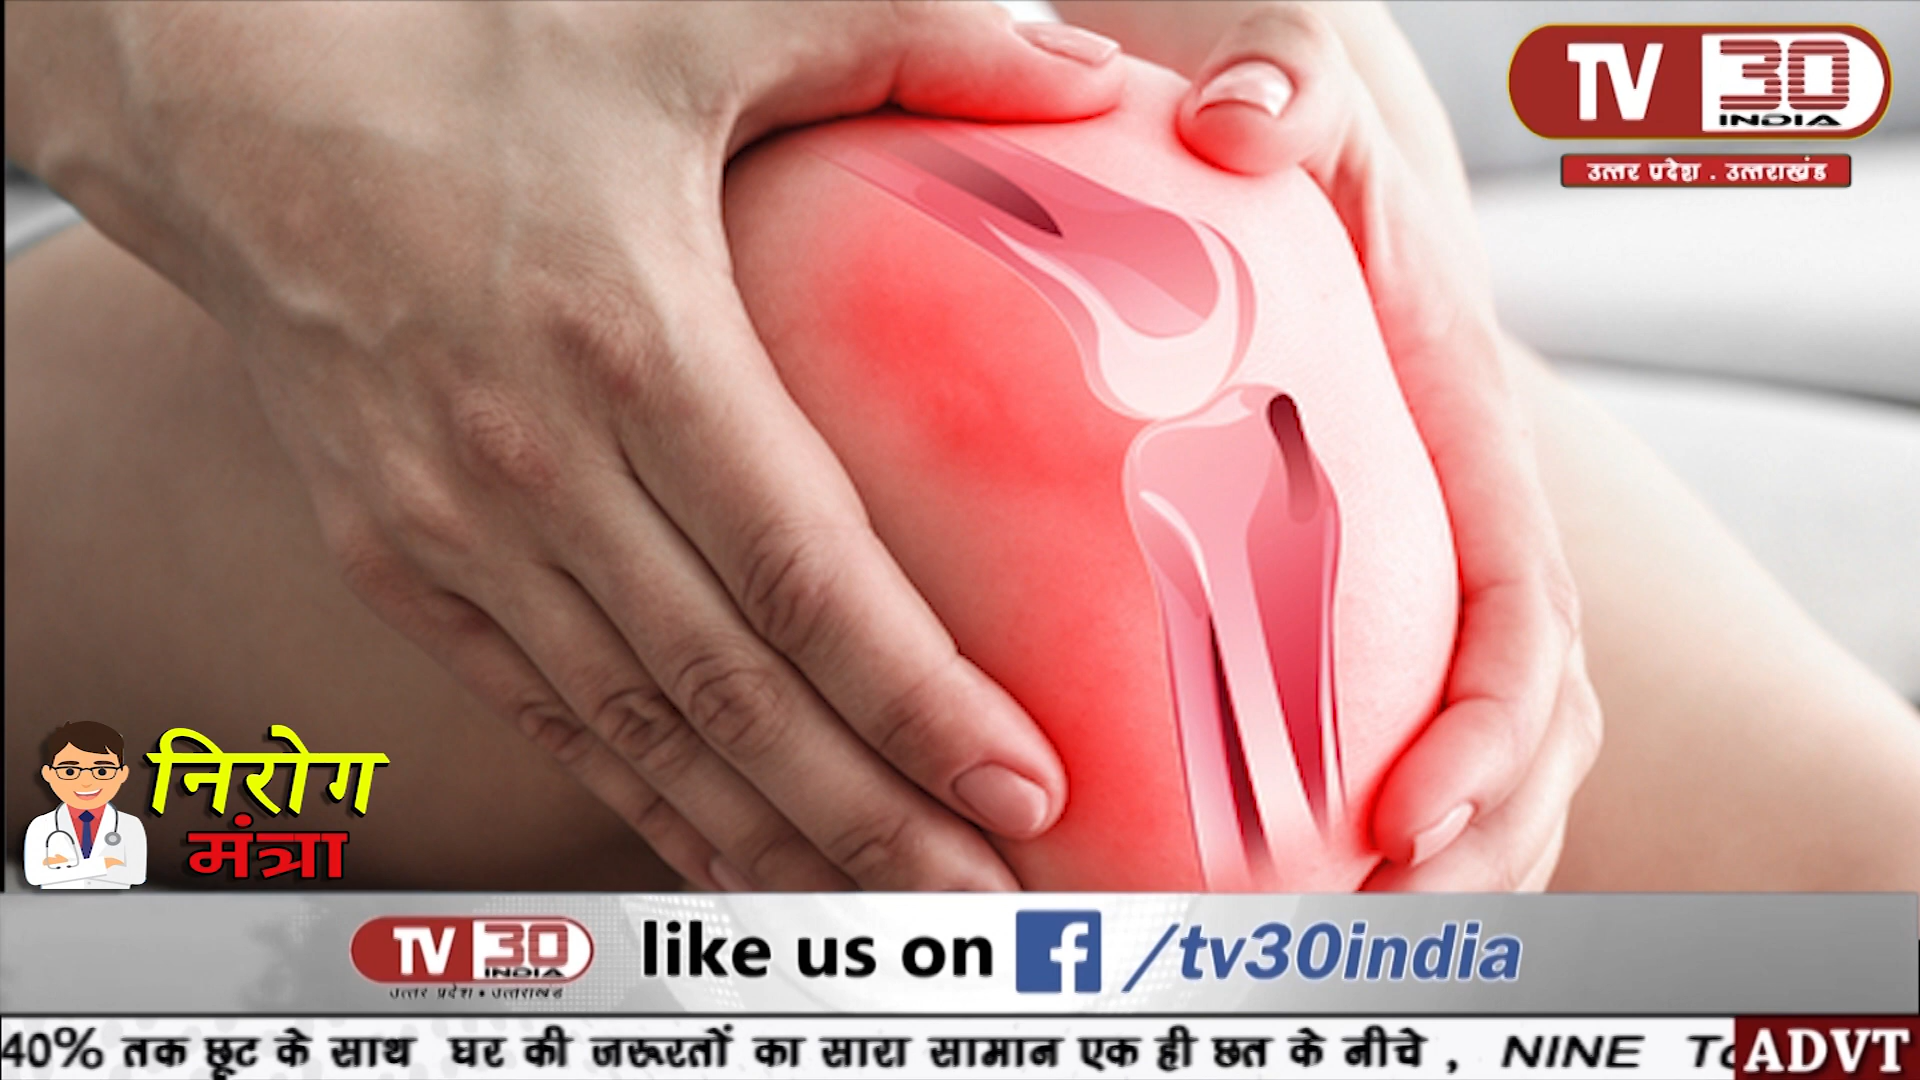 TV 30
INDIA
उत्तर प्रदेश . उत्तराखंड
निरोग
मंत्रा
TV 30
INDIA
उत्तर प्रदेश • उत्तराखंड
like us on f /tv30india
40% तक छूट के साथ घर की जरूरतों का सारा सामान एक ही छत के नीचे , NINE
ADVT